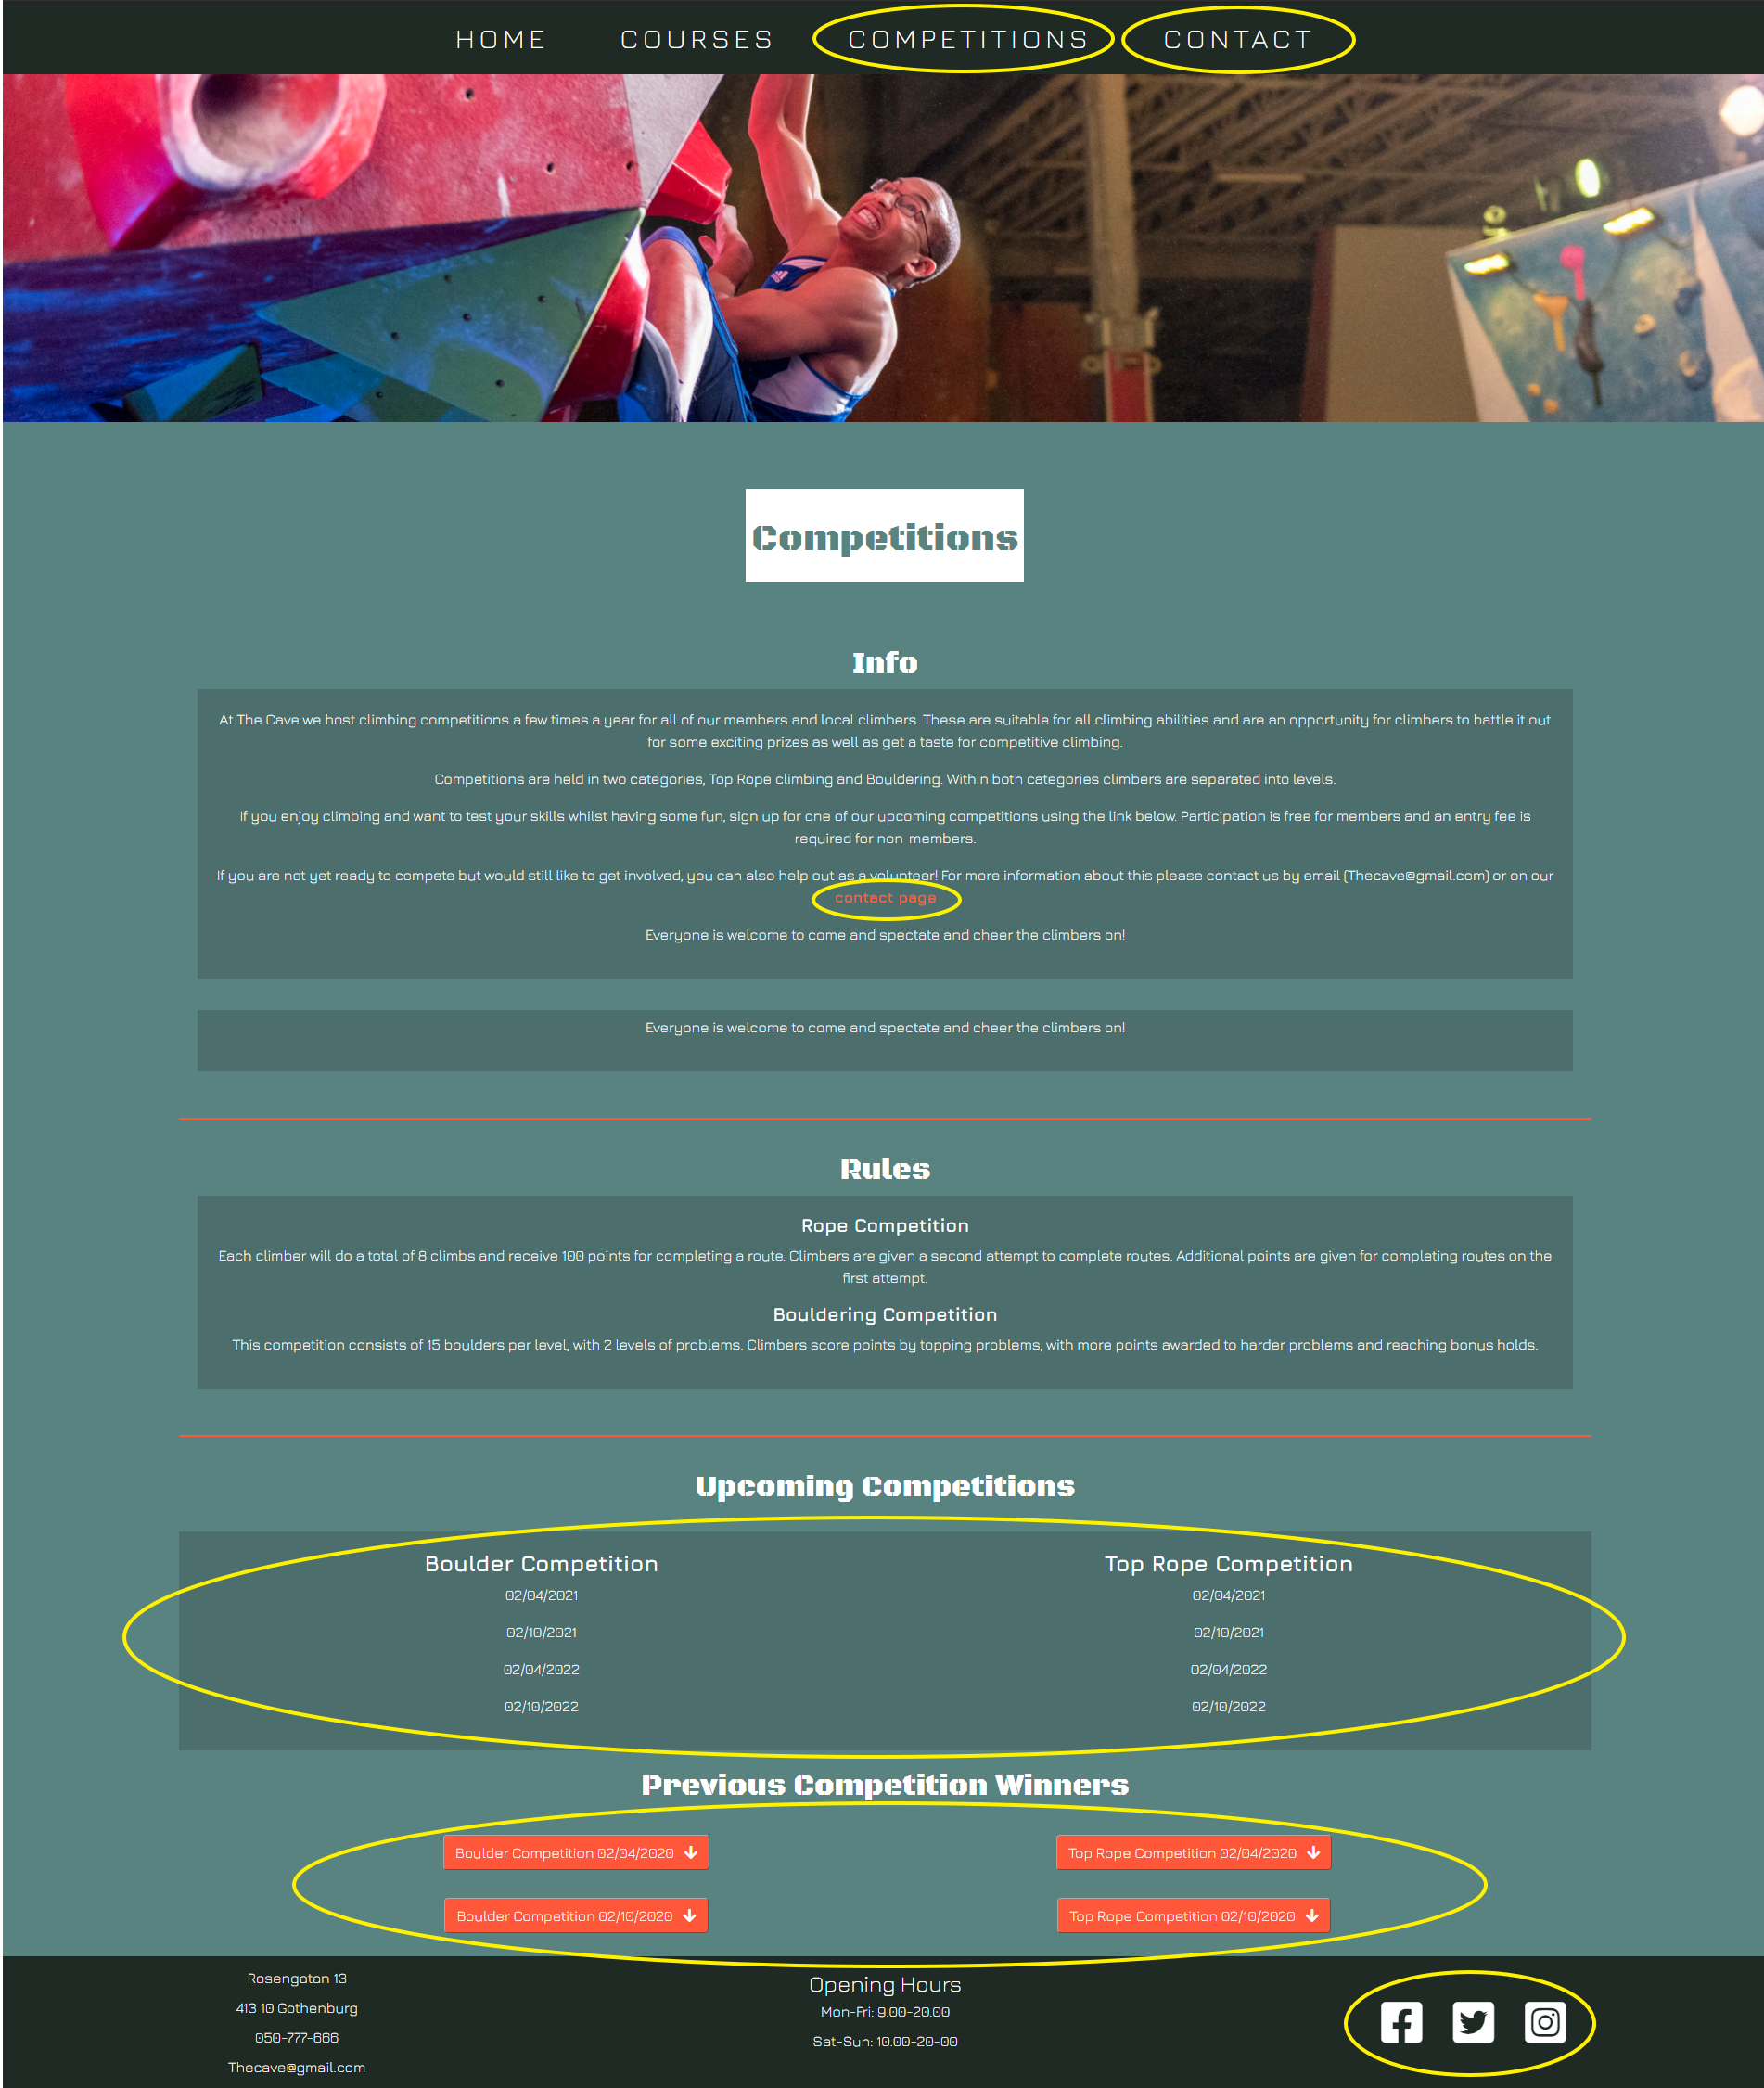 HOME COURSES COMPETITIONS CONTACT
Competitions
Info
At The Cave we host climbing competitions a few times a year for all of our members and local climbers. These are suitable for all climbing abilities and are an opportunity for climbers to battle it out
for some exciting prizes as well as get a taste for competitive climbing.
Competitions are held in two categories, Top Rope climbing and Bouldering. Within both categories climbers are separated into levels.
If you enjoy climbing and want to test your skills whilst having some fun, sign up for one of our upcoming competitions using the link below. Participation is free for members and an entry fee is
required for non-members.
If you are not yet ready to compete but would still like to get involved, you can also help out as a volunteer! For more information about this please contact us by email (Thecave@gmail.com) or on our
contact page
Everyone is welcome to come and spectate and cheer the climbers on!
Everyone is welcome to come and spectate and cheer the climbers on!
Rules
Rope Competition
Each climber will do a total of 8 climbs and receive 100 points for completing a route. Climbers are given a second attempt to complete routes. Additional points are given for completing routes on the
first attempt.
Bouldering Competition
This competition consists of 15 boulders per level, with 2 levels of problems. Climbers score points by topping problems, with more points awarded to harder problems and reaching bonus holds.
Upcoming Competitions
Boulder Competition
02/04/2021
02/10/2021
02/04/2022
02/10/2022
Top Rope Competition
02/04/2021
02/10/2021
02/04/2022
02/10/2022
Previous Competition Winners
Boulder Competition 02/04/2020
Top Rope Competition 02/04/2020
Boulder Competition 02/10/2020
Top Rope Competition 02/10/2020
Rosengatan 13
413 10 Gothenburg
050-777-666
Thecave@gmail.com
Opening Hours
Mon-Fri: 9.00-20.00
Sat-Sun: 10.00-20-00